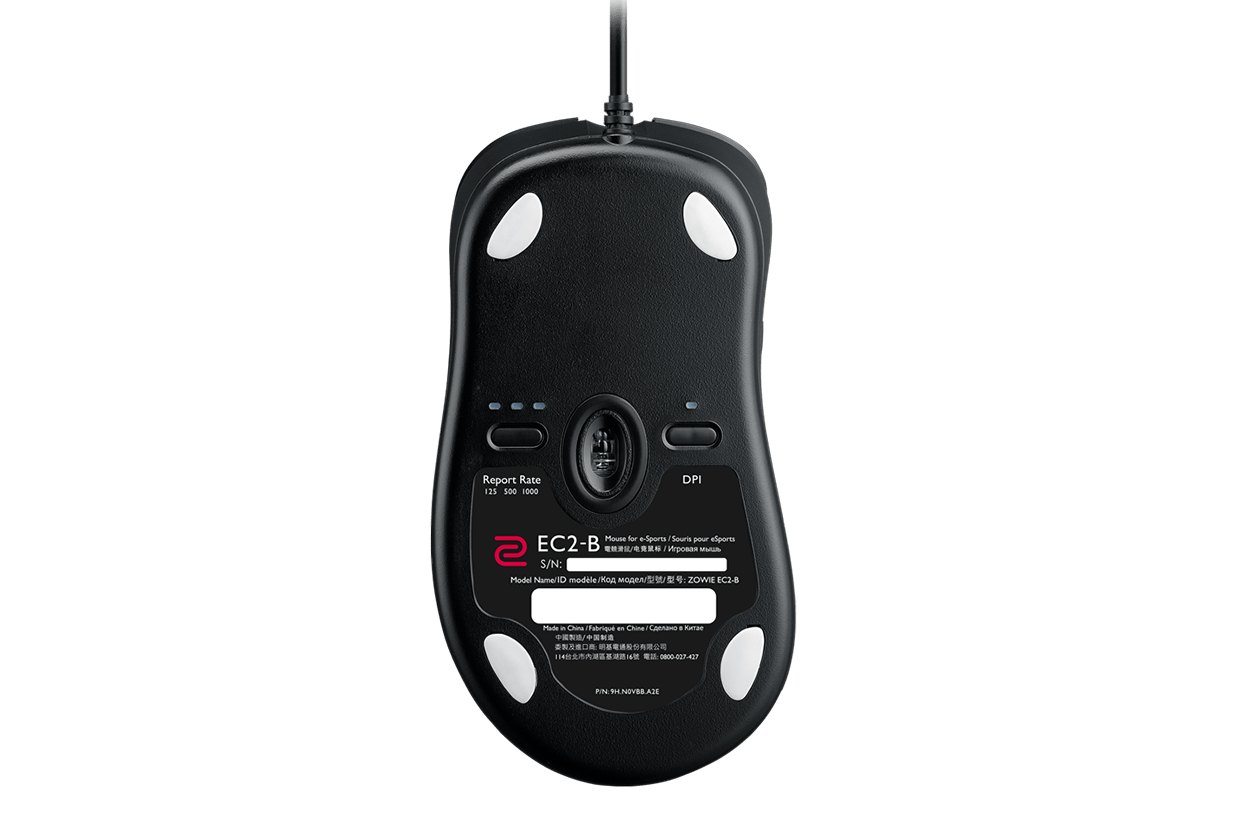 Report Rate
125 500 1000
DPI
EC2-B
Mouse for e-Sports / Souris pour eSports
電競滑鼠/电竞鼠标 / Игровая мышь
S/N:
Model Name/ID modèle/Код модел/型號/型号: ZOWIE EC2-B
Made in China / Fabriqué en Chine / Сделано в Китае
中國製造/中国制造
委製及進口商: 明基電通股份有限公司
114台北市內湖區基湖路16號 電話: 0800-027-427
P/N: 9H.N0VBB.A2E